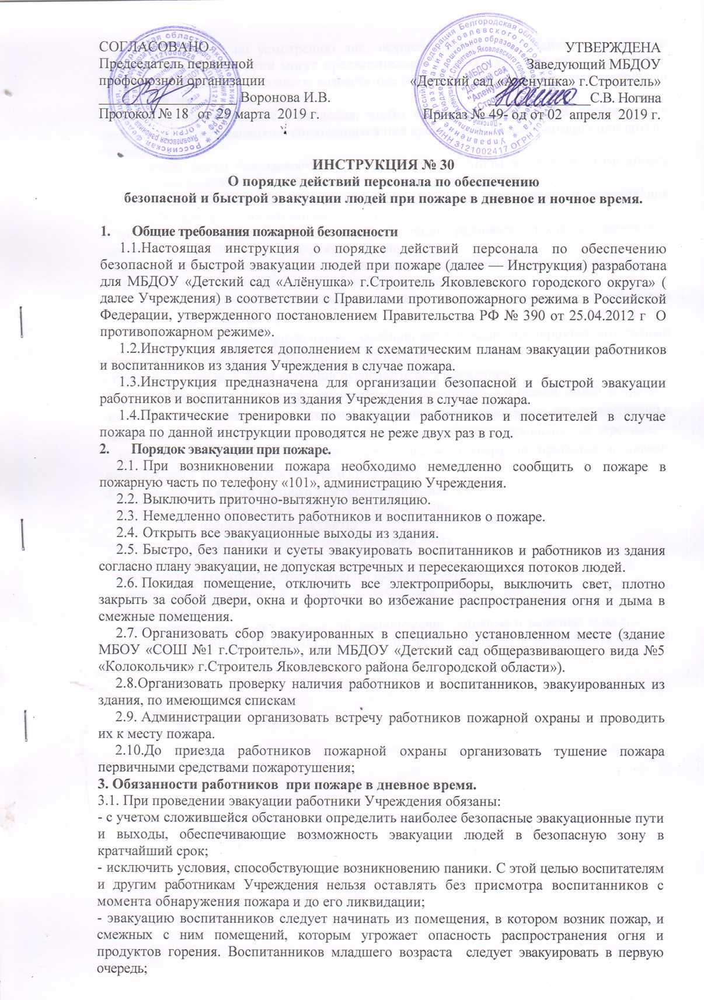 СОГЛАСОВАНО УТВЕРЖДЕНА
Председатель первичной Заведующий МБДОУ
профсоюзной организации «Детский сад «Аленушка» г.Строитель»
Воронова И.В. С.В. Ногина
Протокол № 18 от 29 марта 2019 г. Приказ № 49- од от 02 апреля 2019 г.
ИНСТРУКЦИЯ № 30
О порядке действий персонала по обеспечению
безопасной и быстрой эвакуации людей при пожаре в дневное и ночное время.
1. Общие требования пожарной безопасности
1.1.Настоящая инструкция о порядке действий персонала по обеспечению
безопасной и быстрой эвакуации людей при пожаре (далее — Инструкция) разработана
для МБДОУ «Детский сад «Алёнушка» г.Строитель Яковлевского городского округа» (
далее Учреждения) в соответствии с Правилами противопожарного режима в Российской
Федерации, утвержденного постановлением Правительства РФ № 390 от 25.04.2012 г О
противопожарном режиме».
1.2.Инструкция является дополнением к схематическим планам эвакуации работников
и воспитанников из здания Учреждения в случае пожара.
1.3.Инструкция предназначена для организации безопасной и быстрой эвакуации
работников и воспитанников из здания Учреждения в случае пожара.
1.4.Практические тренировки по эвакуации работников и посетителей в случае
пожара по данной инструкции проводятся не реже двух раз в год.
2. Порядок эвакуации при пожаре.
2.1. При возникновении пожара необходимо немедленно сообщить о пожаре в
пожарную часть по телефону «101», администрацию Учреждения.
2.2. Выключить приточно-вытяжную вентиляцию.
2.3. Немедленно оповестить работников и воспитанников о пожаре.
2.4. Открыть все эвакуационные выходы из здания.
2.5. Быстро, без паники и суеты эвакуировать воспитанников и работников из здания
согласно плану эвакуации, не допуская встречных и пересекающихся потоков людей.
2.6. Покидая помещение, отключить все электроприборы, выключить свет, плотно
закрыть за собой двери, окна и форточки во избежание распространения огня и дыма в
смежные помещения.
2.7. Организовать сбор эвакуированных в специально установленном месте (здание
МБОУ «СОШ №1 г.Строитель», или МБДОУ «Детский сад общеразвивающего вида №5
«Колокольчик» г.Строитель Яковлевского района белгородской области»).
2.8.Организовать проверку наличия работников и воспитанников, эвакуированных из
здания, по имеющимся спискам
2.9. Администрации организовать встречу работников пожарной охраны и проводить
их к месту пожара.
2.10.До приезда работников пожарной охраны организовать тушение пожара
первичными средствами пожаротушения;
3. Обязанности работников при пожаре в дневное время.
3.1. При проведении эвакуации работники Учреждения обязаны:
- с учетом сложившейся обстановки определить наиболее безопасные эвакуационные пути
и выходы, обеспечивающие возможность эвакуации людей в безопасную зону в
кратчайший срок;
- исключить условия, способствующие возникновению паники. С этой целью воспитателям
и другим работникам Учреждения нельзя оставлять без присмотра воспитанников с
момента обнаружения пожара и до его ликвидации;
- эвакуацию воспитанников следует начинать из помещения, в котором возник пожар, и
смежных с ним помещений, которым угрожает опасность распространения огня и
продуктов горения. Воспитанников младшего возраста следует эвакуировать в первую
очередь;